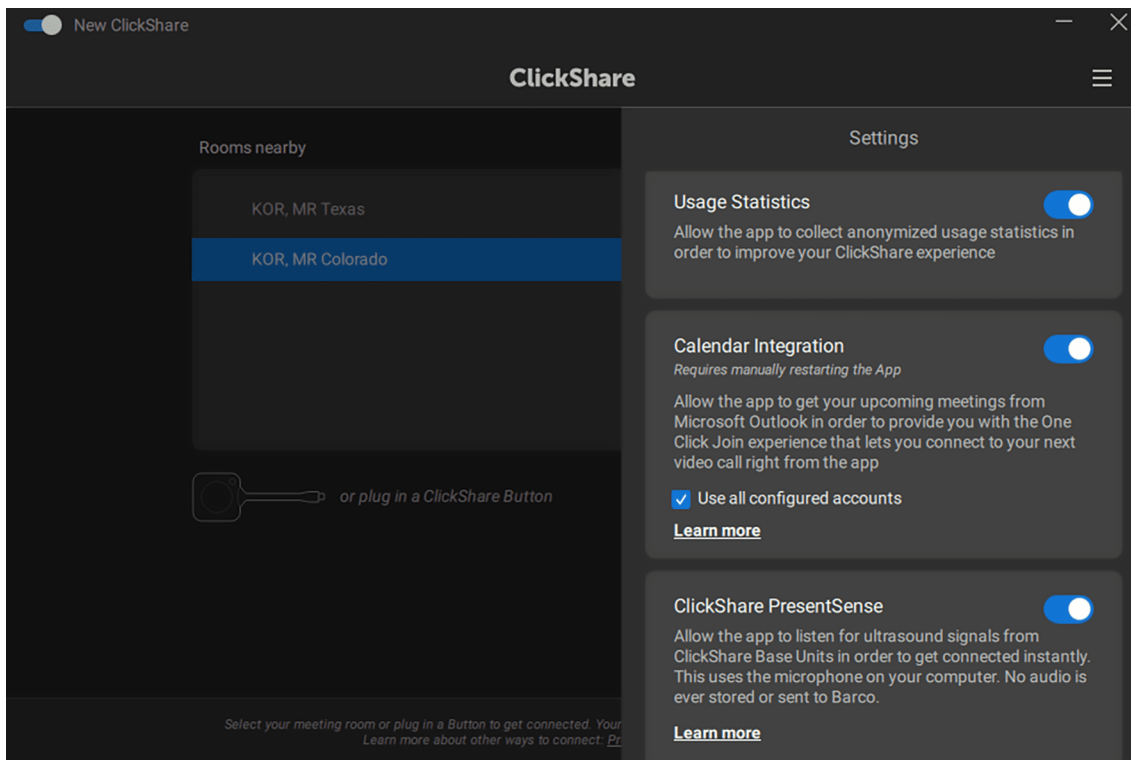 New ClickShare
ClickShare
Rooms nearby
KOR, MR Texas
KOR, MR Colorado
or plug in a ClickShare Button
Select your meeting room or plug in a Button to get connected. Your
Learn more about other ways to connect: Pr
Settings
Usage Statistics
Allow the app to collect anonymized usage statistics in
order to improve your ClickShare experience
Calendar Integration
Requires manually restarting the App
Allow the app to get your upcoming meetings from
Microsoft Outlook in order to provide you with the One
Click Join experience that lets you connect to your next
video call right from the app
Use all configured accounts
Learn more
ClickShare PresentSense
Allow the app to listen for ultrasound signals from
ClickShare Base Units in order to get connected instantly.
This uses the microphone on your computer. No audio is
ever stored or sent to Barco.
Learn more